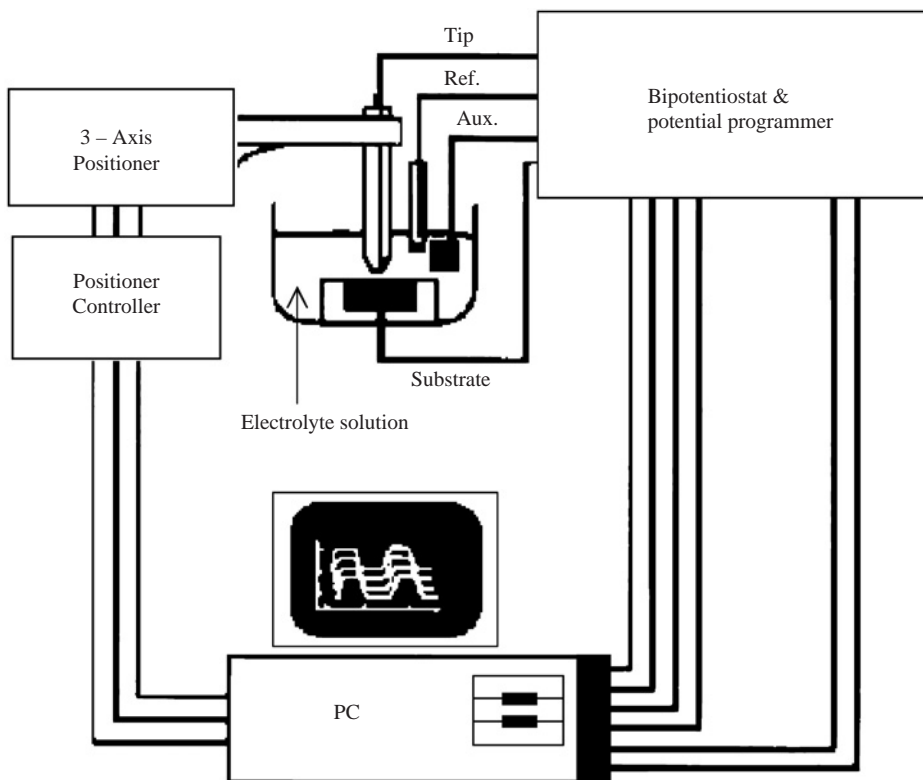 Tip
Ref.
Aux.
Bipotentiostat &
potential programmer
3 – Axis
Positioner
Positioner
Controller
Substrate
Electrolyte solution
PC